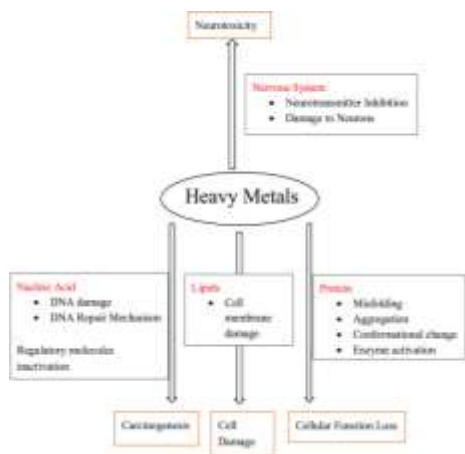 Neurotoxicity
Nervous System
Neurotransmitter Inhibition
Damage to Neurons
Heavy Metals
Nucleic Acid
DNA damage
DNA Repair Mechanism
Regulatory molecules
inactivation
Lipids
Cell
membrane
damage
Protein
Misfolding
Aggregation
Conformational change
Enzyme activation
Carcinogenesis
Cell
Damage
Cellular Function Loss